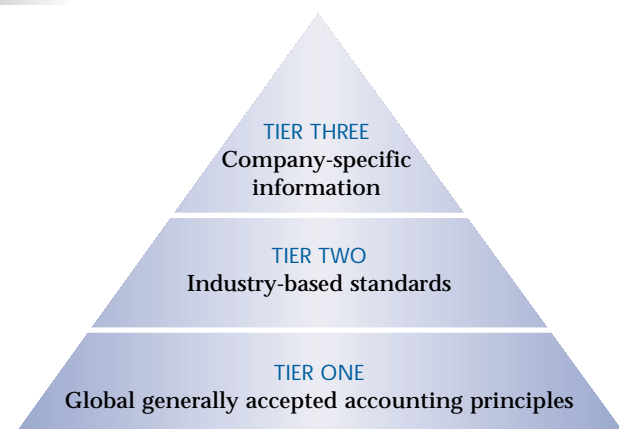 TIER THREE
Company-specific
information
TIER TWO
Industry-based standards
TIER ONE
Global generally accepted accounting principles